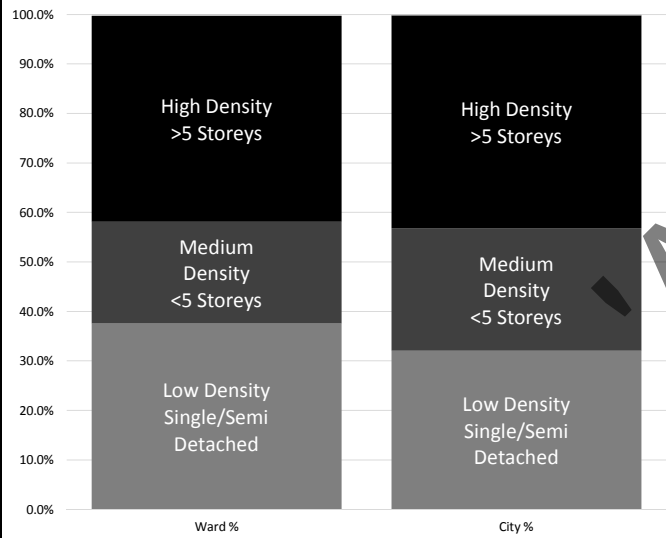 100.0%
90.0%
80.0%
70.0%
60.0%
50.0%
40.0%
30.0%
20.0%
10.0%
0.0%
High Density
>5 Storeys
Medium
Density
<5 Storeys
Low Density
Single/Semi
Detached
High Density
>5 Storeys
Medium
Density
<5 Storeys
Low Density
Single/Semi
Detached
Ward %
City %